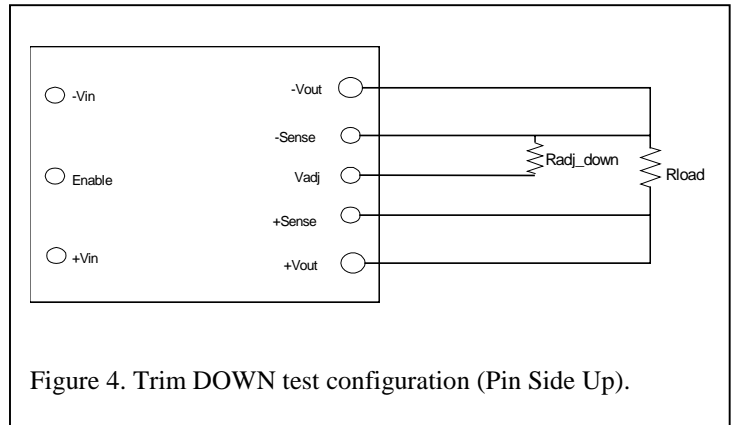 -Vin
-Vout
-Sense
Radj_down
Enable
Vadj
Rload
+Sense
+Vin
+Vout
Figure 4. Trim DOWN test configuration (Pin Side Up).